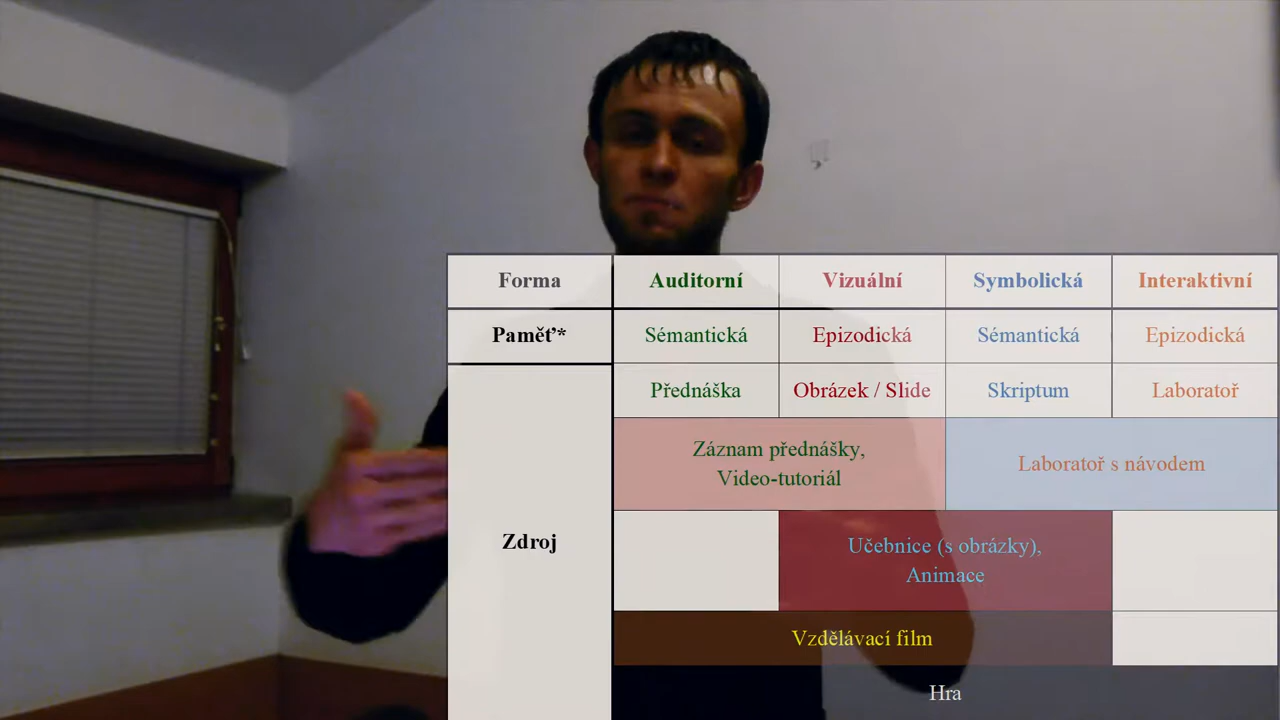 Forma Auditorní Vizuální Symbolická Interaktivní
Paměť* Sémantická Epizodická Sémantická Epizodická
Přednáška Obrázek / Slide Skriptum Laboratoř
Záznam přednášky,
Video-tutoriál
Laboratoř s návodem
Zdroj
Učebnice (s obrázky),
Animace
Vzdělávací film
Hra